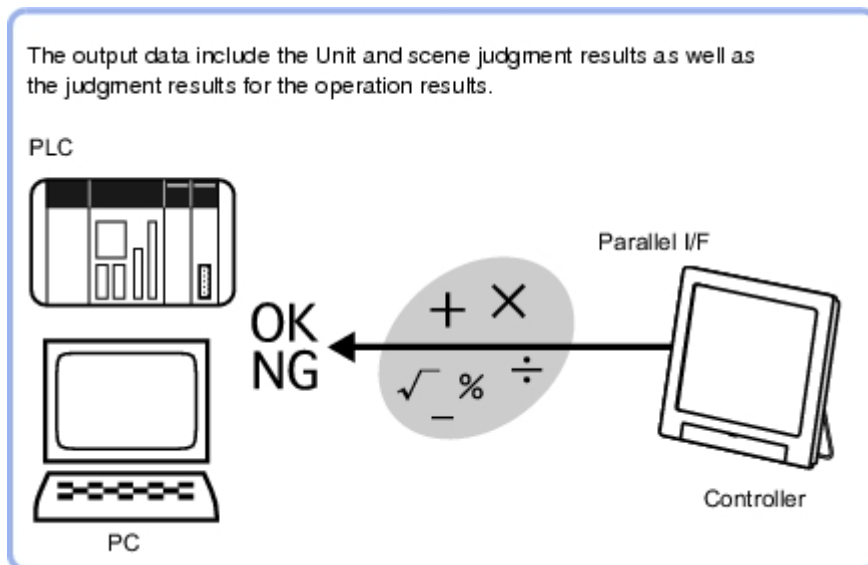 The output data include the Unit and scene judgment results as well as
the judgment results for the operation results.
PLC
Parallel I/F
+ ×
OK
NG
√ % ÷
−
Controller
PC